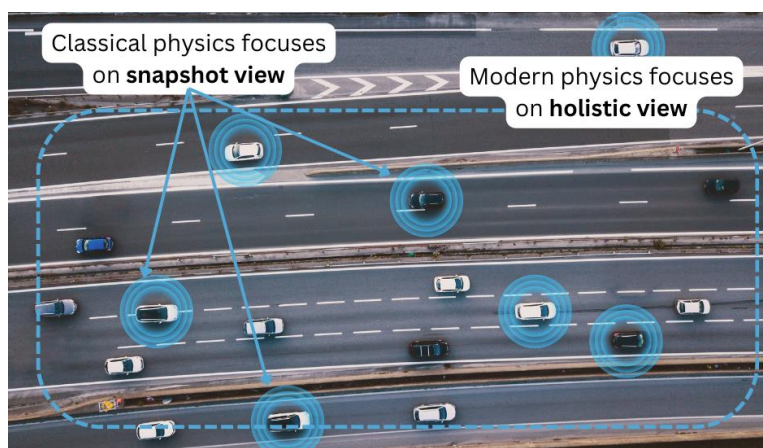 Classical physics focuses
on snapshot view
Modern physics focuses
on holistic view